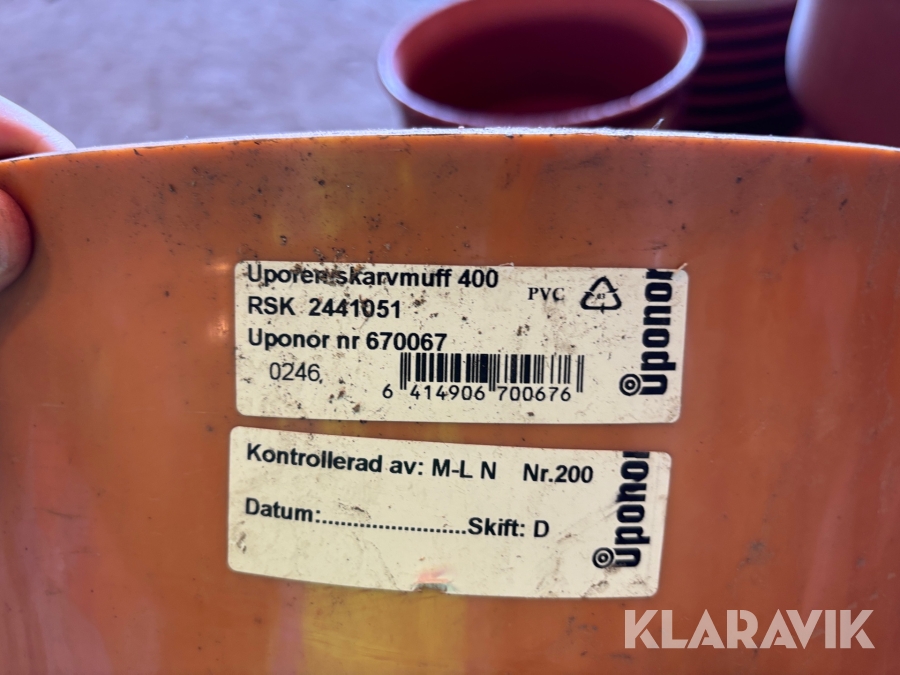 Uporen skarvmuff 400
RSK 2441051
Uponor nr 670067
0246,
PVC
6 414906 700676
uponor
Kontrollerad av: M-L N Nr.200
Datum:.......................Skift: D
uponor
KLARAVIK